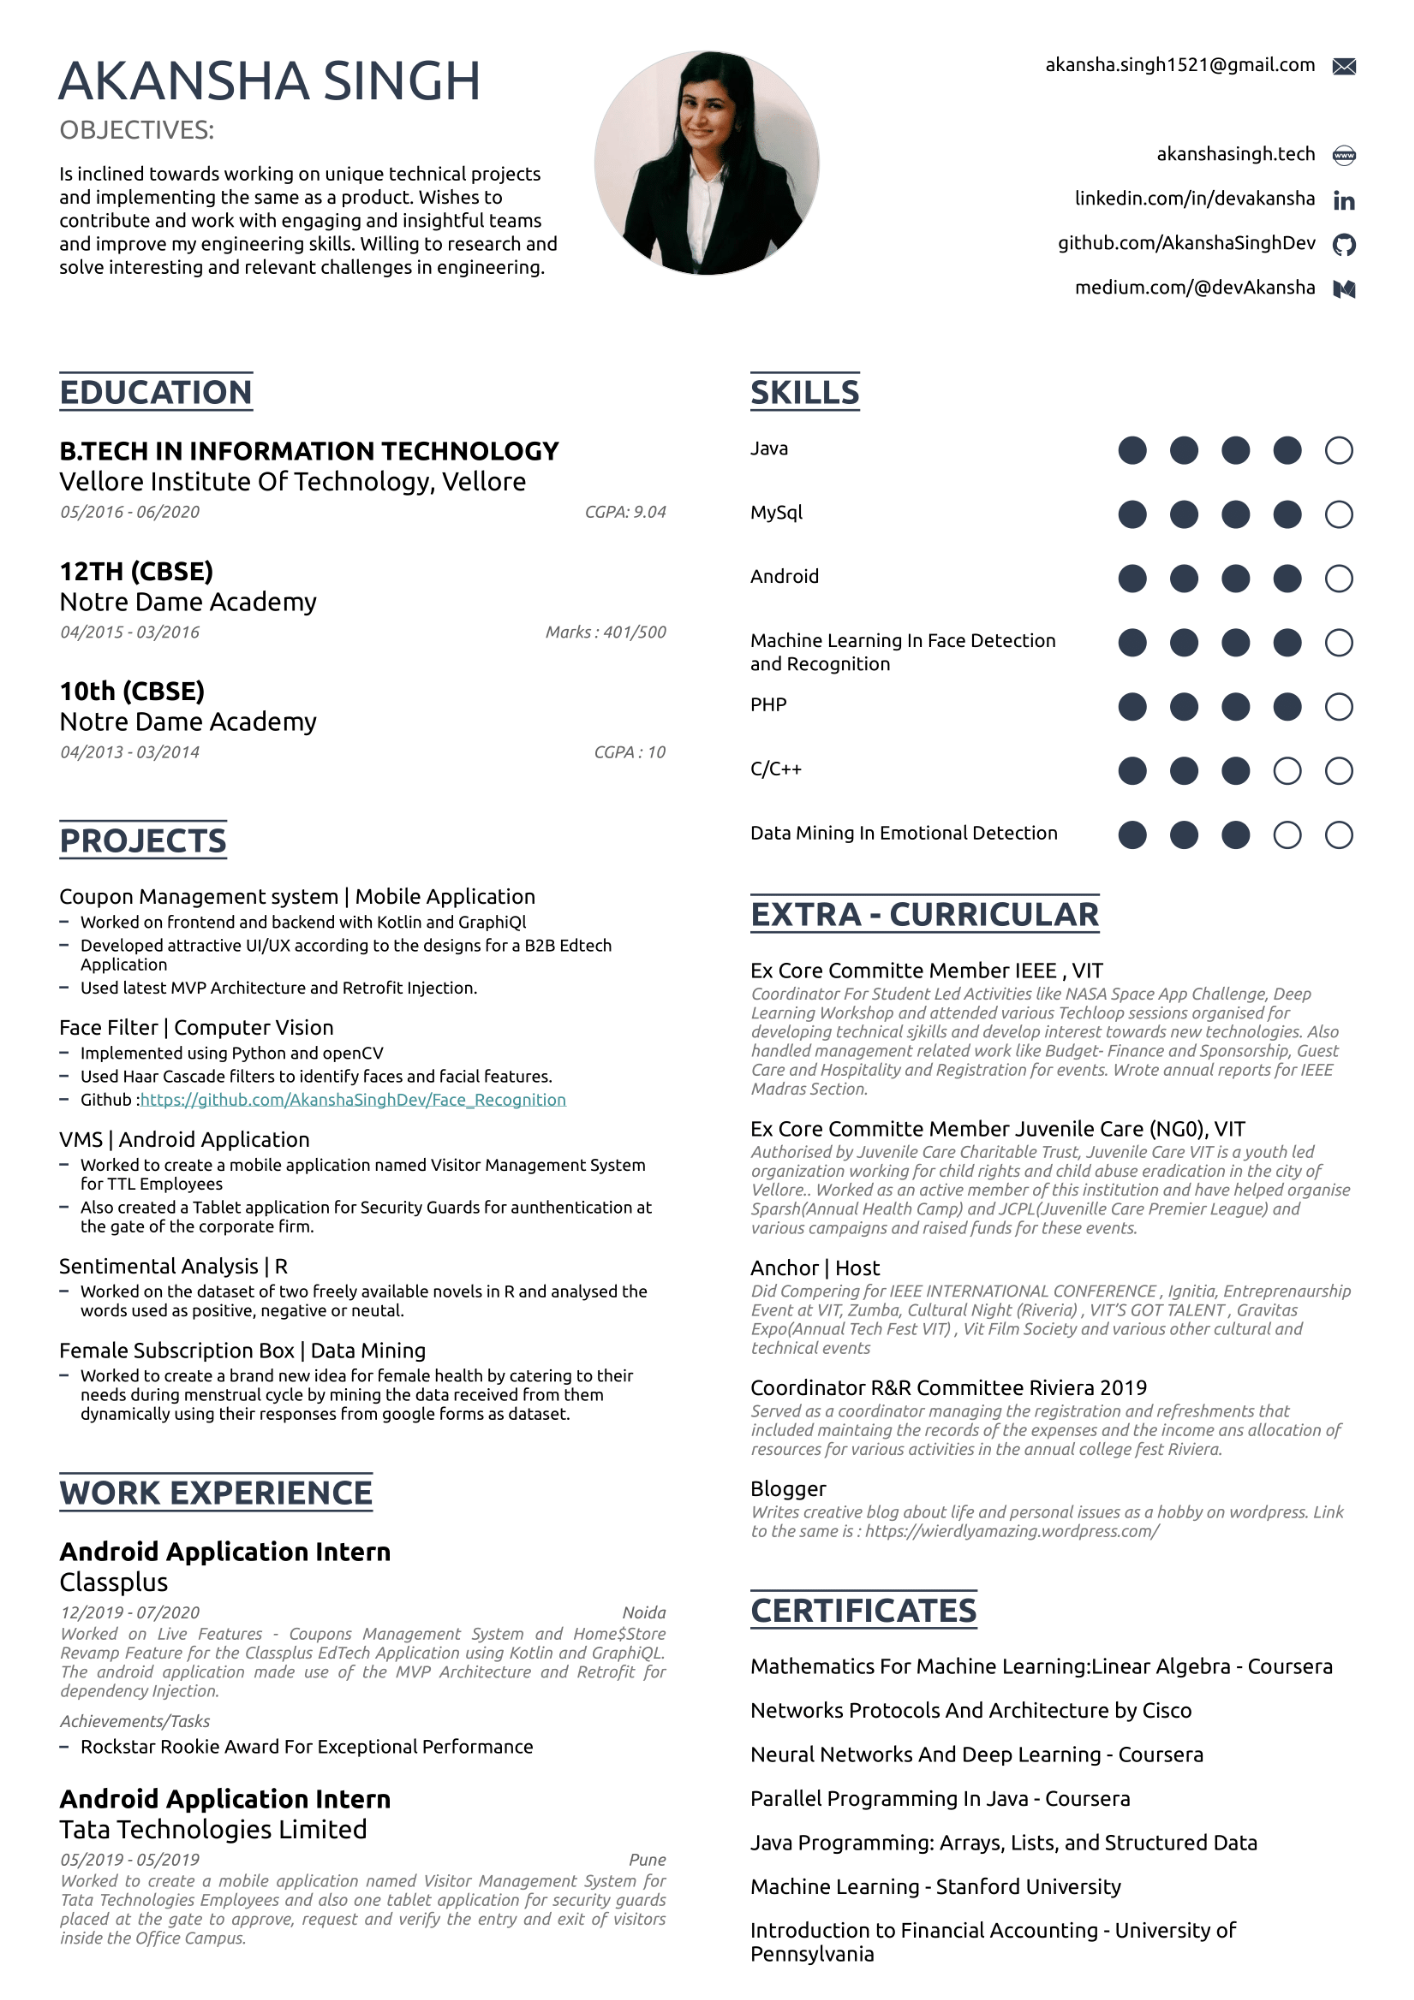 AKANSHA SINGH
OBJECTIVES:
Is inclined towards working on unique technical projects
and implementing the same as a product. Wishes to
contribute and work with engaging and insightful teams
and improve my engineering skills. Willing to research and
solve interesting and relevant challenges in engineering.
akansha.singh1521@gmail.com
akanshasingh.tech
www
linkedin.com/in/devakansha
in
github.com/AkanshaSinghDev
medium.com/@devAkansha
EDUCATION
B.TECH IN INFORMATION TECHNOLOGY
Vellore Institute Of Technology, Vellore
05/2016 - 06/2020 CGPA: 9.04
12TH (CBSE)
Notre Dame Academy
04/2015 - 03/2016 Marks : 401/500
10th (CBSE)
Notre Dame Academy
04/2013 - 03/2014 CGPA : 10
PROJECTS
Coupon Management system | Mobile Application
– Worked on frontend and backend with Kotlin and GraphiQl
– Developed attractive UI/UX according to the designs for a B2B Edtech
Application
– Used latest MVP Architecture and Retrofit Injection.
Face Filter | Computer Vision
– Implemented using Python and openCV
– Used Haar Cascade filters to identify faces and facial features.
– Github :https://github.com/AkanshaSinghDev/Face_Recognition
VMS | Android Application
– Worked to create a mobile application named Visitor Management System
for TTL Employees
– Also created a Tablet application for Security Guards for aunthentication at
the gate of the corporate firm.
Sentimental Analysis | R
– Worked on the dataset of two freely available novels in R and analysed the
words used as positive, negative or neutal.
Female Subscription Box | Data Mining
– Worked to create a brand new idea for female health by catering to their
needs during menstrual cycle by mining the data received from them
dynamically using their responses from google forms as dataset.
WORK EXPERIENCE
Android Application Intern
Classplus
12/2019 - 07/2020 Noida
Worked on Live Features - Coupons Management System and Home$Store
Revamp Feature for the Classplus EdTech Application using Kotlin and GraphiQL.
The android application made use of the MVP Architecture and Retrofit for
dependency Injection.
Achievements/Tasks
– Rockstar Rookie Award For Exceptional Performance
Android Application Intern
Tata Technologies Limited
05/2019 - 05/2019 Pune
Worked to create a mobile application named Visitor Management System for
Tata Technologies Employees and also one tablet application for security guards
placed at the gate to approve, request and verify the entry and exit of visitors
inside the Office Campus.
SKILLS
Java
MySql
Android
Machine Learning In Face Detection
and Recognition
PHP
C/C++
Data Mining In Emotional Detection
EXTRA - CURRICULAR
Ex Core Committe Member IEEE , VIT
Coordinator For Student Led Activities like NASA Space App Challenge, Deep
Learning Workshop and attended various Techloop sessions organised for
developing technical sjkills and develop interest towards new technologies. Also
handled management related work like Budget- Finance and Sponsorship, Guest
Care and Hospitality and Registration for events. Wrote annual reports for IEEE
Madras Section.
Ex Core Committe Member Juvenile Care (NG0), VIT
Authorised by Juvenile Care Charitable Trust, Juvenile Care VIT is a youth led
organization working for child rights and child abuse eradication in the city of
Vellore.. Worked as an active member of this institution and have helped organise
Sparsh(Annual Health Camp) and JCPL(Juvenille Care Premier League) and
various campaigns and raised funds for these events.
Anchor | Host
Did Compering for IEEE INTERNATIONAL CONFERENCE , Ignitia, Entreprenaurship
Event at VIT, Zumba, Cultural Night (Riveria) , VIT'S GOT TALENT , Gravitas
Expo(Annual Tech Fest VIT) , Vit Film Society and various other cultural and
technical events
Coordinator R&R Committee Riviera 2019
Served as a coordinator managing the registration and refreshments that
included maintaing the records of the expenses and the income ans allocation of
resources for various activities in the annual college fest Riviera.
Blogger
Writes creative blog about life and personal issues as a hobby on wordpress. Link
to the same is : https://wierdlyamazing.wordpress.com/
CERTIFICATES
Mathematics For Machine Learning:Linear Algebra - Coursera
Networks Protocols And Architecture by Cisco
Neural Networks And Deep Learning - Coursera
Parallel Programming In Java - Coursera
Java Programming: Arrays, Lists, and Structured Data
Machine Learning - Stanford University
Introduction to Financial Accounting - University of
Pennsylvania